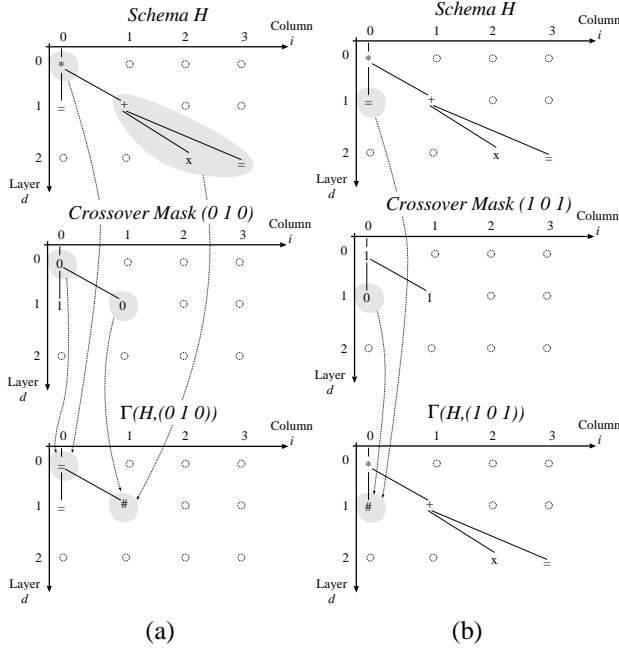 Schema H
Column
i
0 1 2 3
0 *
1 = +
2 x =
Layer
d
Crossover Mask (0 1 0)
Column
i
0 1 2 3
0 0
1 1 0
2
Layer
d
Γ(H,(0 1 0))
Column
i
0 1 2 3
0 =
1 = #
2
Layer
d
(a)
Schema H
Column
i
0 1 2 3
0 *
1 = +
2 x =
Layer
d
Crossover Mask (1 0 1)
Column
i
0 1 2 3
0 1
1 0 1
2
Layer
d
Γ(H,(1 0 1))
Column
i
0 1 2 3
0 *
1 # +
2 x =
Layer
d
(b)